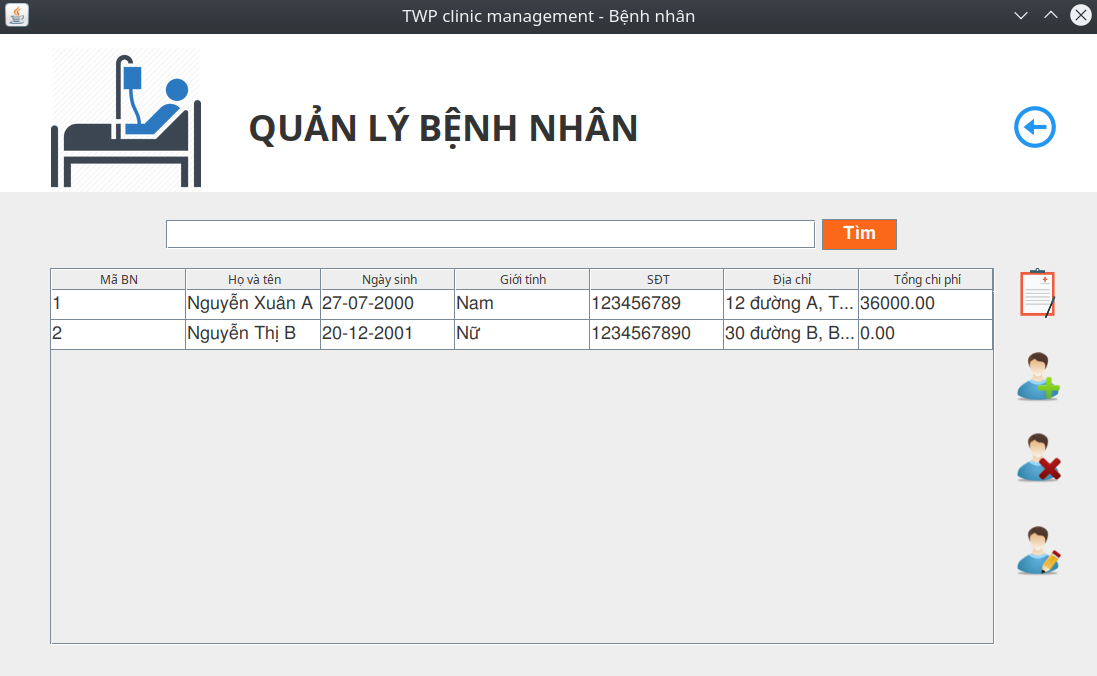 TWP clinic management - Bệnh nhân
QUẢN LÝ BỆNH NHÂN
Tìm
Mã BN Họ và tên Ngày sinh Giới tính SĐT Địa chỉ Tổng chi phí
1 Nguyễn Xuân A 27-07-2000 Nam 123456789 12 đường A, T... 36000.00
2 Nguyễn Thị B 20-12-2001 Nữ 1234567890 30 đường B, B... 0.00